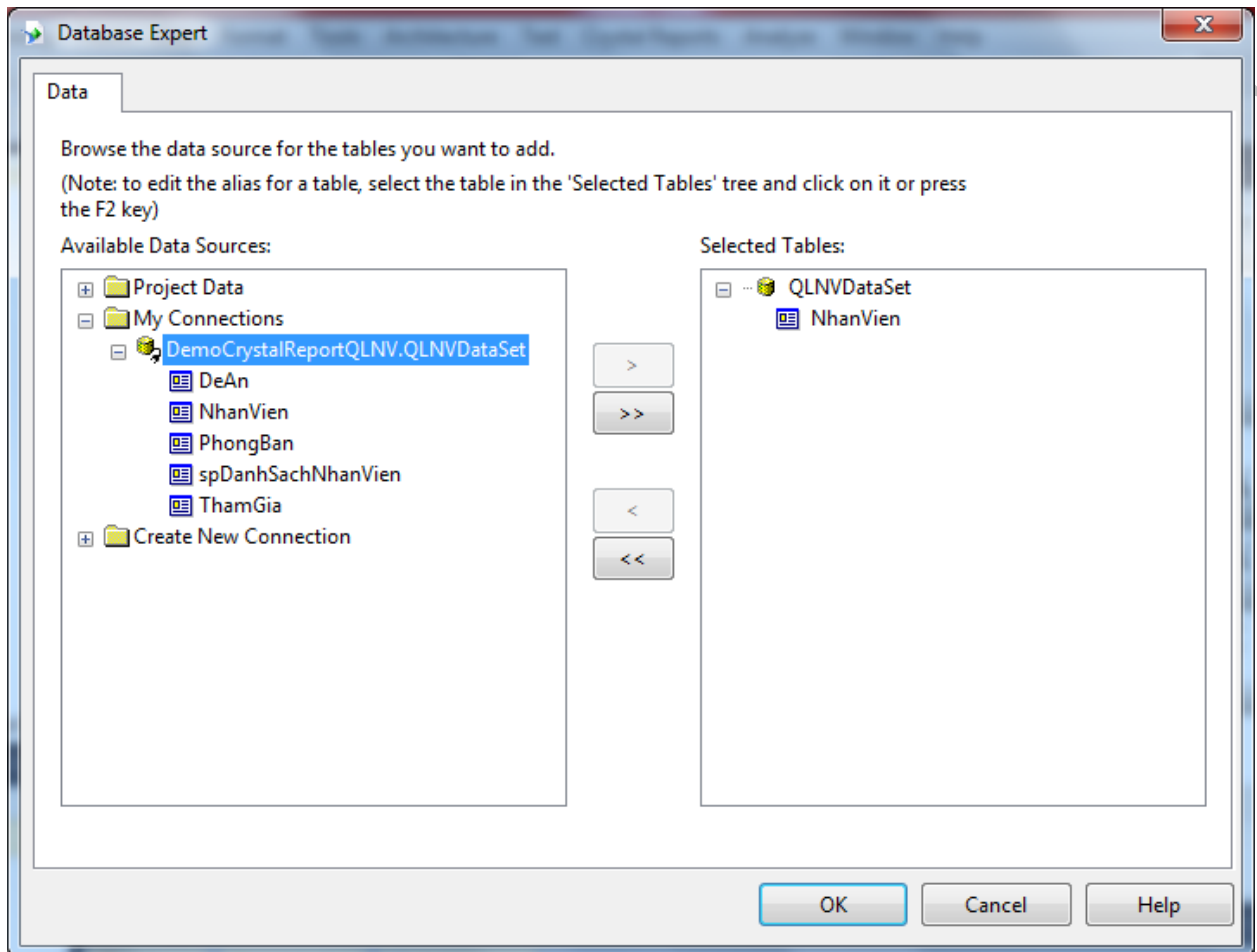 Database Expert
Data
Browse the data source for the tables you want to add.
(Note: to edit the alias for a table, select the table in the 'Selected Tables' tree and click on it or press
the F2 key)
Available Data Sources:
Selected Tables:
Project Data
My Connections
DemoCrystalReportQLNV.QLNVDataSet
DeAn
NhanVien
PhongBan
spDanhSachNhanVien
ThamGia
Create New Connection
>
>>
<
<<
QLNVDataSet
NhanVien
OK
Cancel
Help